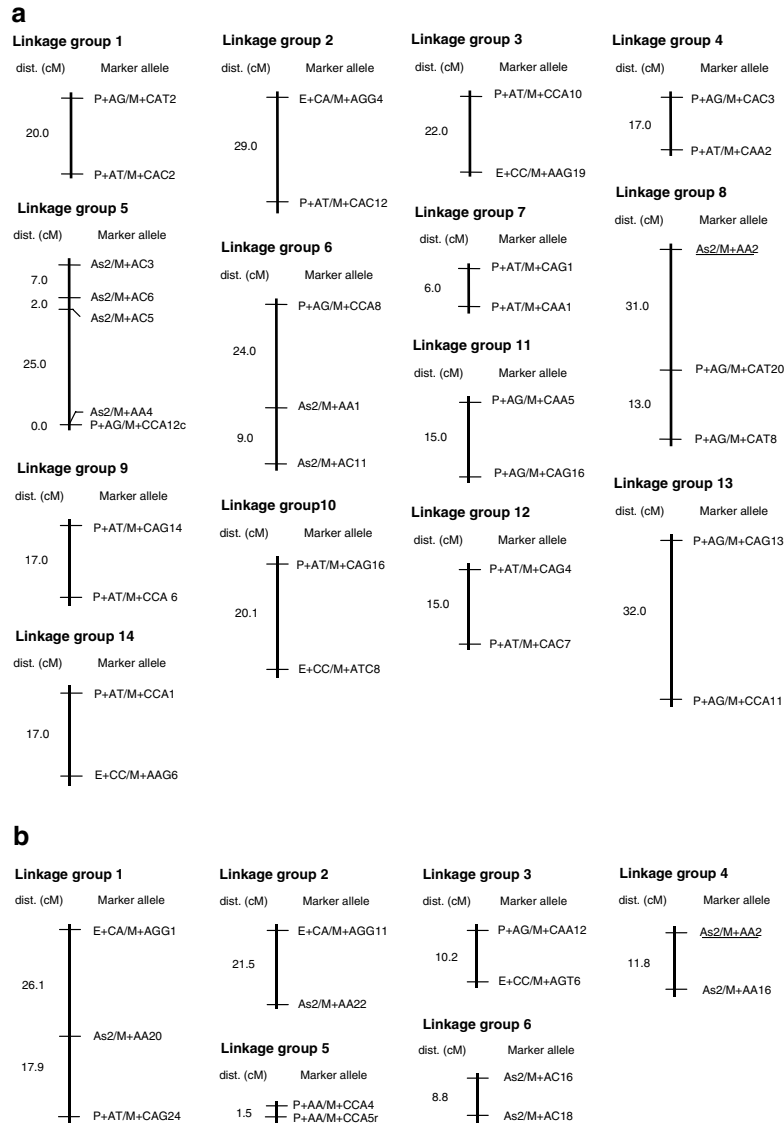 a
Linkage group 1
dist. (cM) Marker allele
P+AG/M+CAT2
20.0
P+AT/M+CAC2
Linkage group 2
dist. (cM) Marker allele
E+CA/M+AGG4
29.0
P+AT/M+CAC12
Linkage group 3
dist. (cM) Marker allele
P+AT/M+CCA10
22.0
E+CC/M+AAG19
Linkage group 4
dist. (cM) Marker allele
P+AG/M+CAC3
17.0
P+AT/M+CAA2
Linkage group 5
dist. (cM) Marker allele
As2/M+AC3
7.0
As2/M+AC6
2.0
As2/M+AC5
25.0
As2/M+AA4
0.0
P+AG/M+CCA12c
Linkage group 6
dist. (cM) Marker allele
P+AG/M+CCA8
24.0
As2/M+AA1
9.0
As2/M+AC11
Linkage group 7
dist. (cM) Marker allele
P+AT/M+CAG1
6.0
P+AT/M+CAA1
Linkage group 8
dist. (cM) Marker allele
As2/M+AA2
31.0
P+AG/M+CAT20
13.0
P+AG/M+CAT8
Linkage group 9
dist. (cM) Marker allele
P+AT/M+CAG14
17.0
P+AT/M+CCA 6
Linkage group10
dist. (cM) Marker allele
P+AT/M+CAG16
20.1
E+CC/M+ATC8
Linkage group 11
dist. (cM) Marker allele
P+AG/M+CAA5
15.0
P+AG/M+CAG16
Linkage group 12
dist. (cM) Marker allele
P+AT/M+CAG4
15.0
P+AT/M+CAC7
Linkage group 13
dist. (cM) Marker allele
P+AG/M+CAG13
32.0
P+AG/M+CCA11
Linkage group 14
dist. (cM) Marker allele
P+AT/M+CCA1
17.0
E+CC/M+AAG6
b
Linkage group 1
dist. (cM) Marker allele
E+CA/M+AGG1
26.1
As2/M+AA20
17.9
P+AT/M+CAG24
Linkage group 2
dist. (cM) Marker allele
E+CA/M+AGG11
21.5
As2/M+AA22
Linkage group 3
dist. (cM) Marker allele
P+AG/M+CAA12
10.2
E+CC/M+AGT6
Linkage group 4
dist. (cM) Marker allele
As2/M+AA2
11.8
As2/M+AA16
Linkage group 5
dist. (cM) Marker allele
P+AA/M+CCA4
1.5
P+AA/M+CCA5r
Linkage group 6
dist. (cM) Marker allele
As2/M+AC16
8.8
As2/M+AC18